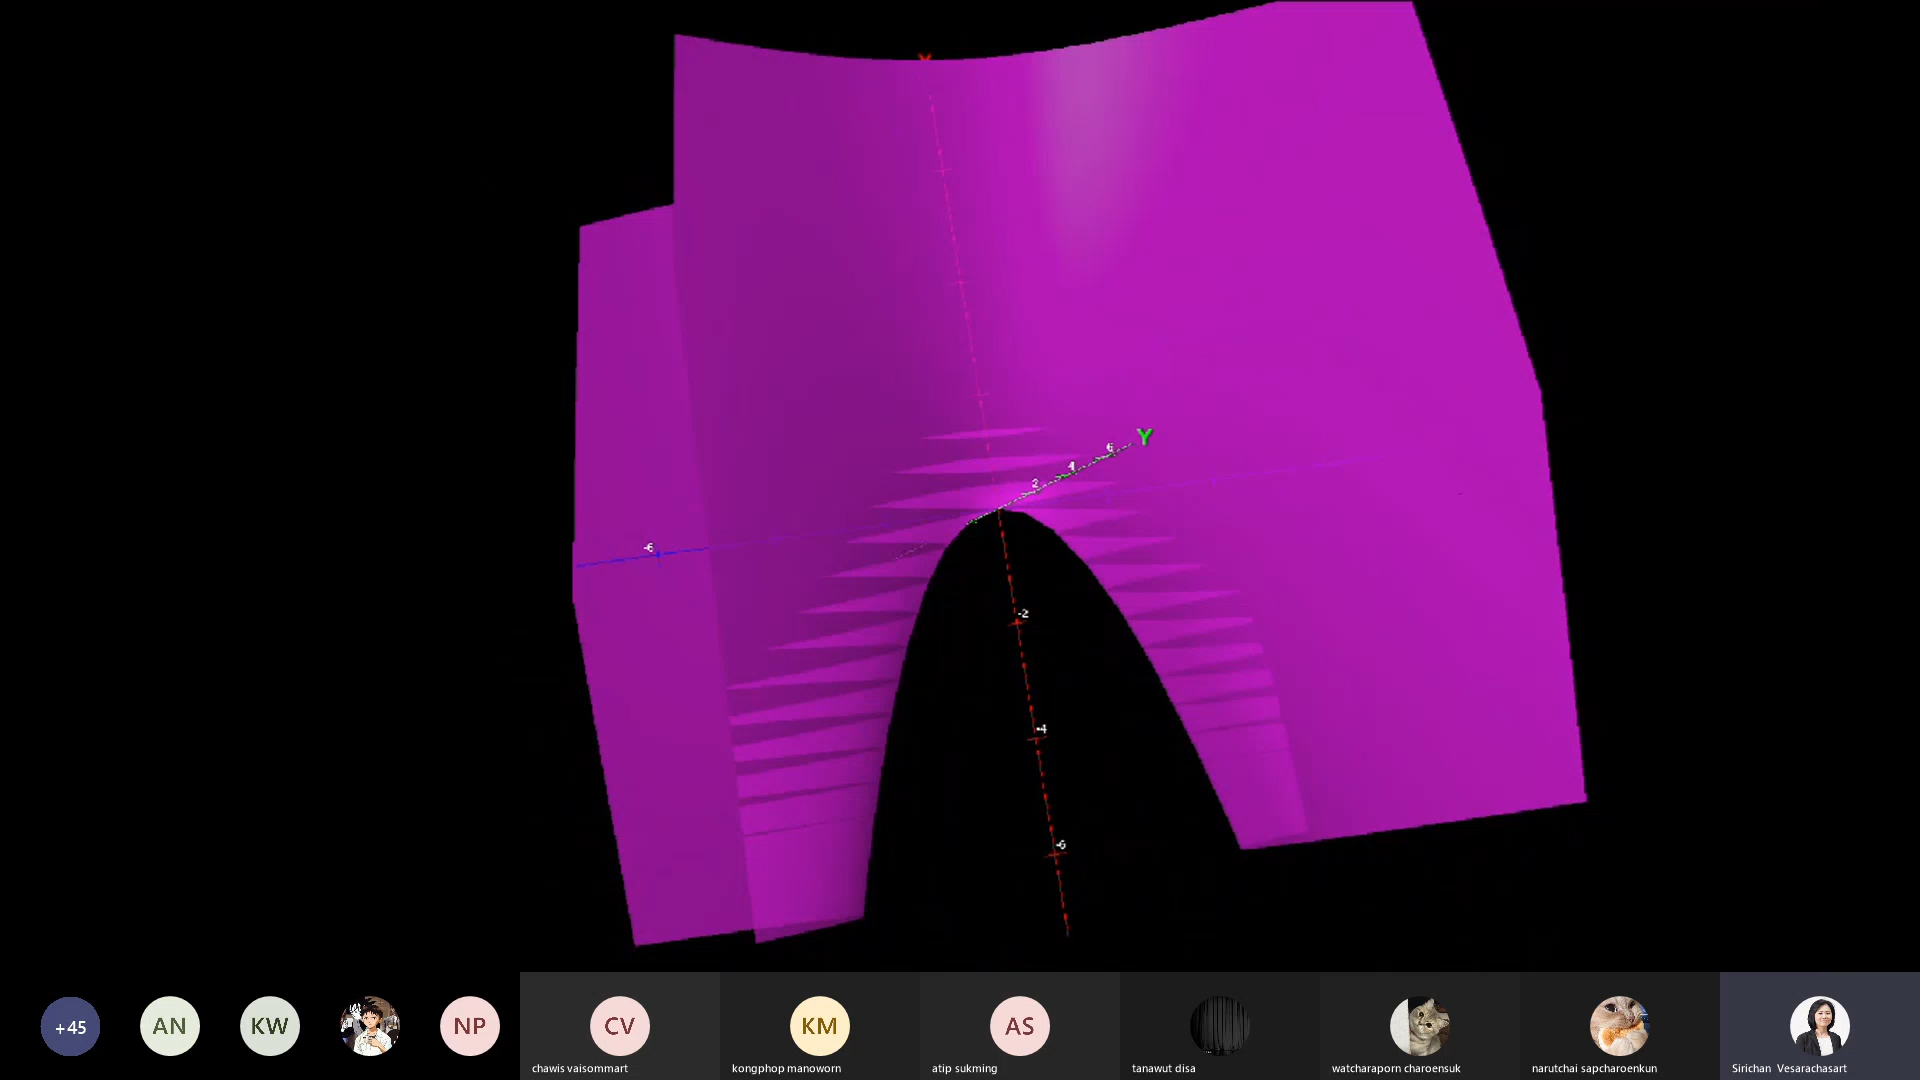 X
Y
6
4
2
-6
-2
-4
-6
+45
AN
KW
NP
CV
KM
AS
chawis vaisommart
kongphop manoworn
atip sukming
tanawut disa
watcharaporn charoensuk
narutchai sapcharoenkun
Sirichan Vesarachasart